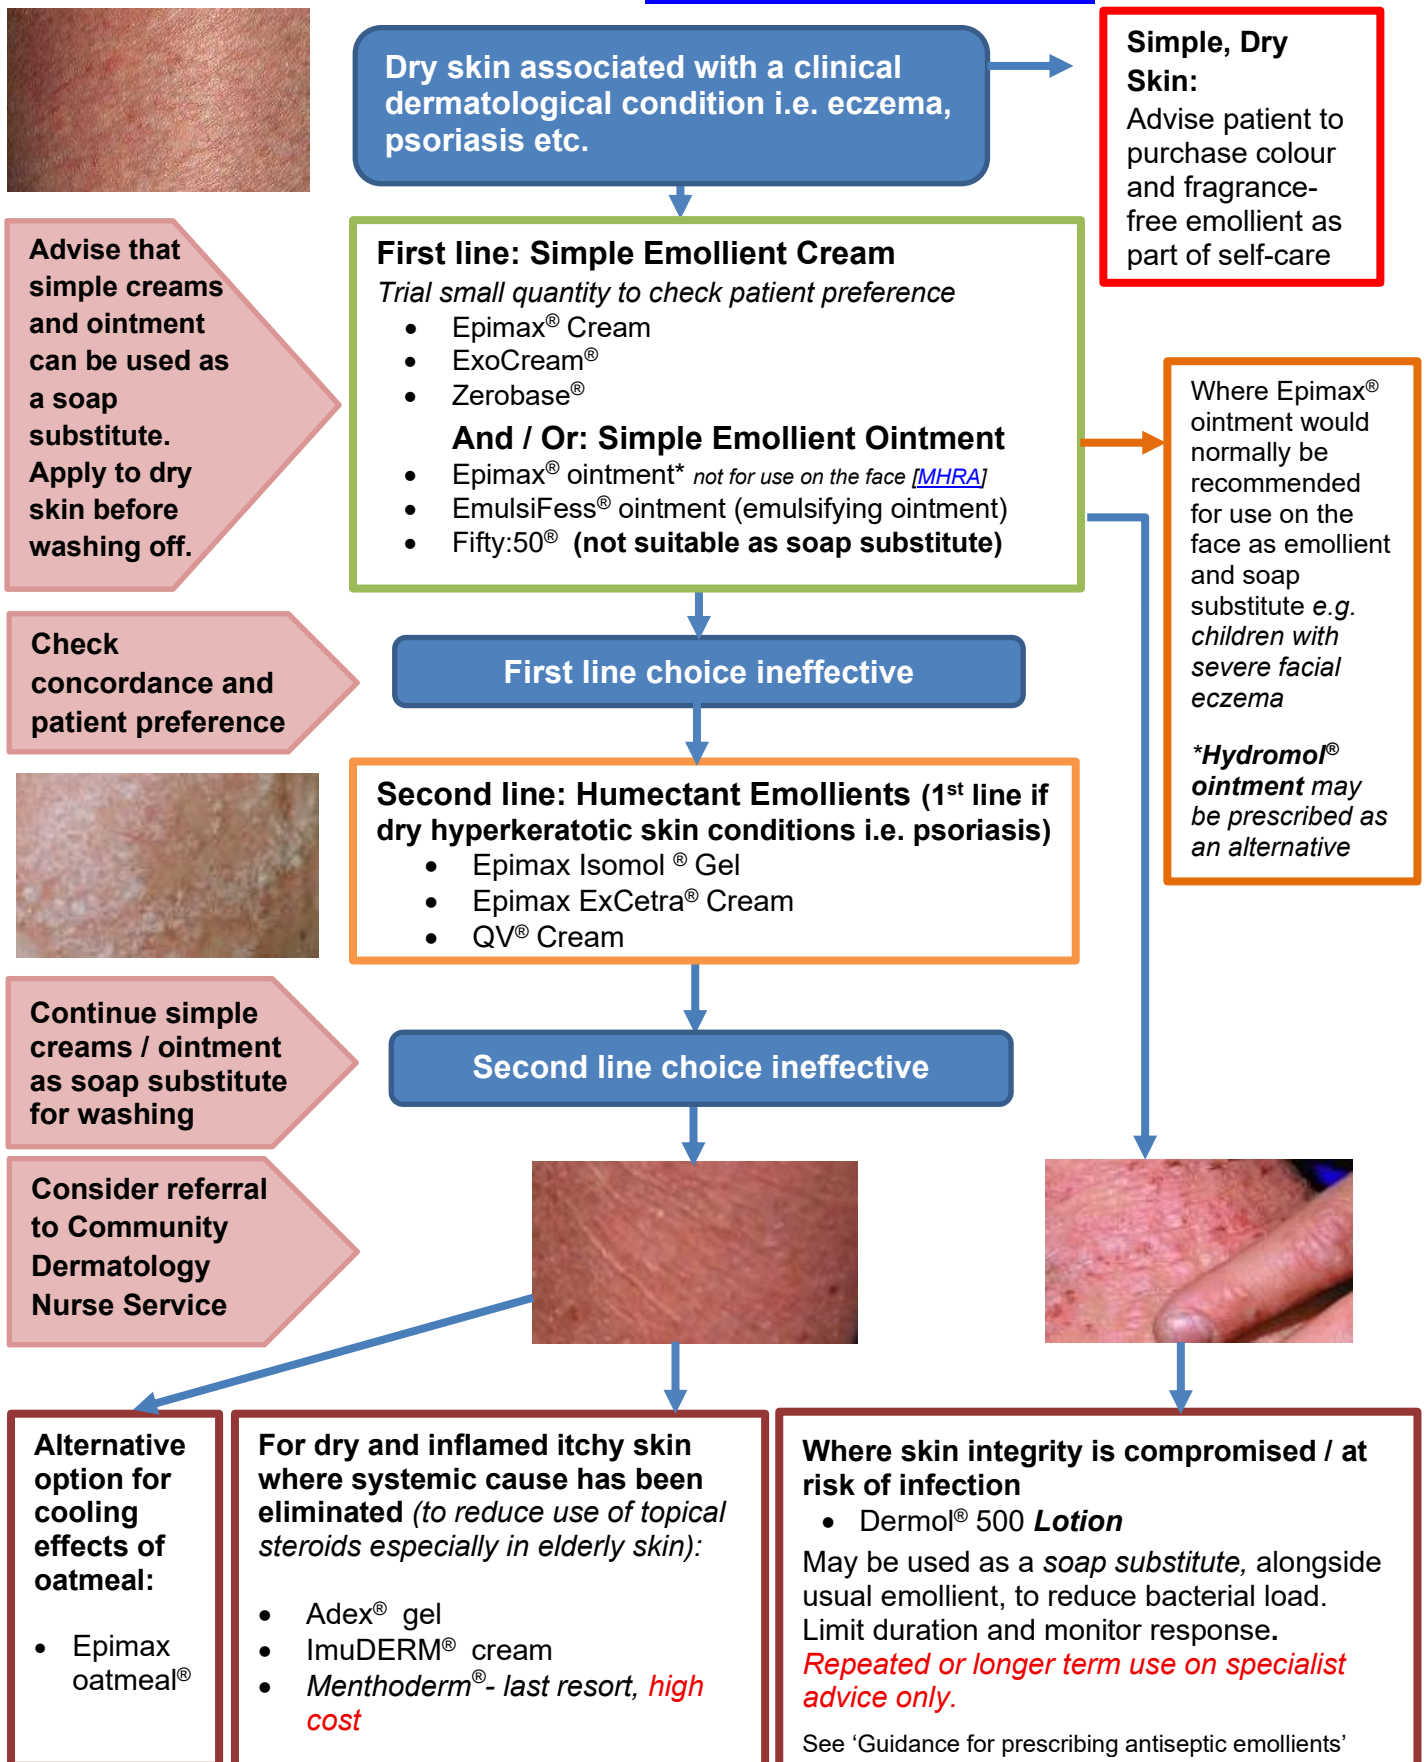 Dry skin associated with a clinical
dermatological condition i.e. eczema,
psoriasis etc.
Simple, Dry
Skin:
Advise patient to
purchase colour
and fragrance-
free emollient as
part of self-care
Advise that
simple creams
and ointment
can be used as
a soap
substitute.
Apply to dry
skin before
washing off.
First line: Simple Emollient Cream
Trial small quantity to check patient preference
• Epimax® Cream
• ExoCream®
• Zerobase®
And / Or: Simple Emollient Ointment
• Epimax® ointment* not for use on the face [MHRA]
• EmulsiFess® ointment (emulsifying ointment)
• Fifty:50® (not suitable as soap substitute)
Where Epimax®
ointment would
normally be
recommended
for use on the
face as emollient
and soap
substitute e.g.
children with
severe facial
eczema
*Hydromol®
ointment may
be prescribed as
an alternative
Check
concordance and
patient preference
First line choice ineffective
Second line: Humectant Emollients (1st line if
dry hyperkeratotic skin conditions i.e. psoriasis)
• Epimax Isomol ® Gel
• Epimax ExCetra® Cream
• QV® Cream
Continue simple
creams / ointment
as soap substitute
for washing
Second line choice ineffective
Consider referral
to Community
Dermatology
Nurse Service
Alternative
option for
cooling
effects of
oatmeal:
• Epimax
oatmeal®
For dry and inflamed itchy skin
where systemic cause has been
eliminated (to reduce use of topical
steroids especially in elderly skin):
• Adex® gel
• ImuDERM® cream
• Menthoderm®- last resort, high
cost
Where skin integrity is compromised / at
risk of infection
• Dermol® 500 Lotion
May be used as a soap substitute, alongside
usual emollient, to reduce bacterial load.
Limit duration and monitor response.
Repeated or longer term use on specialist
advice only.
See ‘Guidance for prescribing antiseptic emollients’